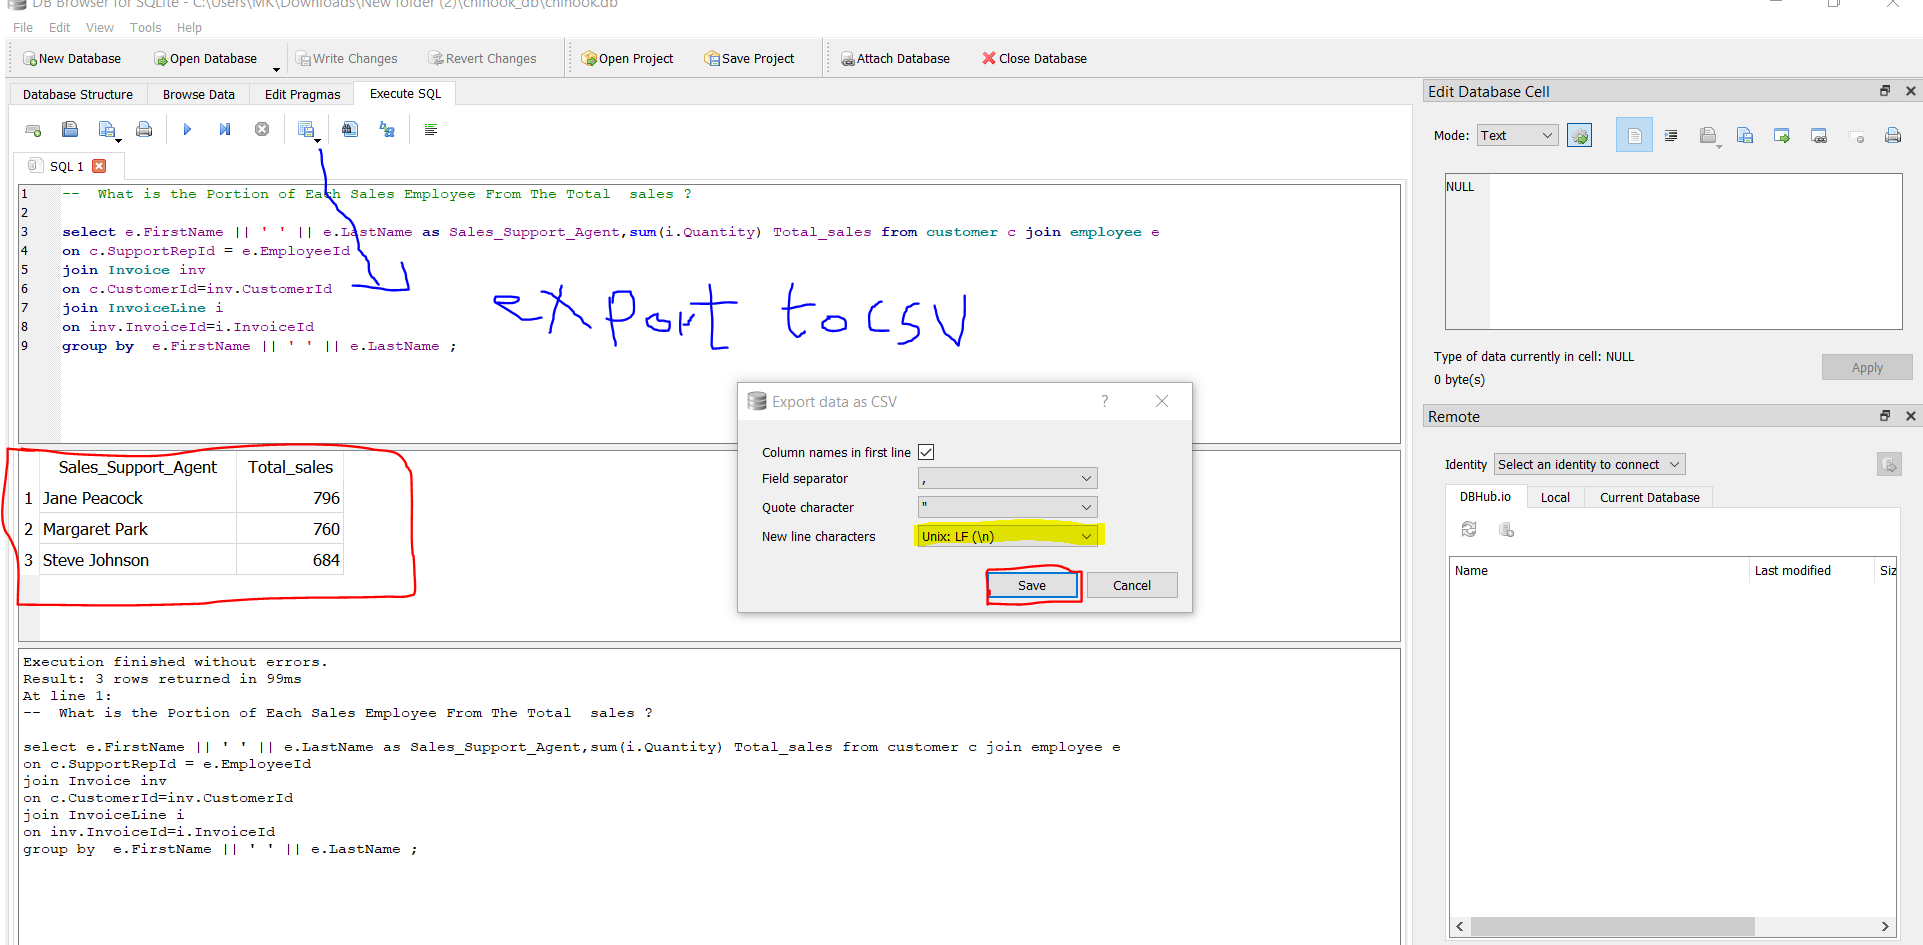 DB Browser for SQLite - C:\Users\MK\Downloads\New folder (2)\chinook_db\chinook.db
File Edit View Tools Help
New Database Open Database Write Changes Revert Changes Open Project Save Project Attach Database Close Database
Database Structure Browse Data Edit Pragmas Execute SQL
SQL 1
1 -- What is the Portion of Each Sales Employee From The Total sales ?
2
3 select e.FirstName || ' ' || e.LastName as Sales_Support_Agent,sum(i.Quantity) Total_sales from customer c join employee e
4 on c.SupportRepId = e.EmployeeId
5 join Invoice inv
6 on c.CustomerId=inv.CustomerId
7 join InvoiceLine i
8 on inv.InvoiceId=i.InvoiceId
9 group by e.FirstName || ' ' || e.LastName ;
export to csv
Export data as CSV ?
Column names in first line
Field separator ,
Quote character "
New line characters Unix: LF (\n)
Save Cancel
Sales_Support_Agent Total_sales
1 Jane Peacock 796
2 Margaret Park 760
3 Steve Johnson 684
Execution finished without errors.
Result: 3 rows returned in 99ms
At line 1:
-- What is the Portion of Each Sales Employee From The Total sales ?
select e.FirstName || ' ' || e.LastName as Sales_Support_Agent,sum(i.Quantity) Total_sales from customer c join employee e
on c.SupportRepId = e.EmployeeId
join Invoice inv
on c.CustomerId=inv.CustomerId
join InvoiceLine i
on inv.InvoiceId=i.InvoiceId
group by e.FirstName || ' ' || e.LastName ;
Edit Database Cell
Mode: Text
NULL
Type of data currently in cell: NULL
0 byte(s)
Apply
Remote
Identity Select an identity to connect
DBHub.io Local Current Database
Name Last modified Siz